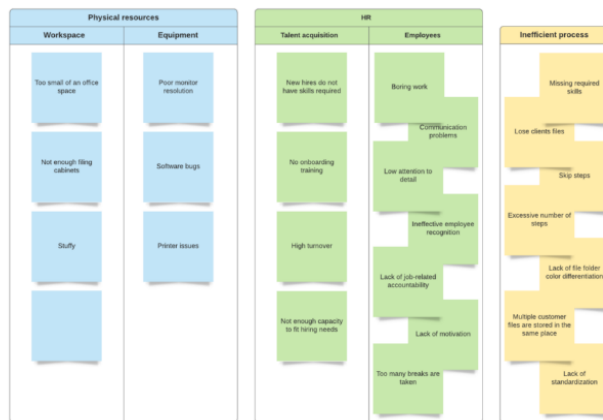 Physical resources
Workspace
Equipment
Too small of an office
space
Poor monitor
resolution
Not enough filing
cabinets
Software bugs
Stuffy
Printer issues
HR
Talent acquisition
Employees
New hires do not
have skills required
Boring work
Communication
problems
No onboarding
training
Low attention to
detail
Ineffective employee
recognition
High turnover
Lack of job-related
accountability
Not enough capacity
to fit hiring needs
Lack of motivation
Too many breaks are
taken
Inefficient process
Missing required
skills
Lose clients files
Skip steps
Excessive number of
steps
Lack of file folder
color differentiation
Multiple customer
files are stored in the
same place
Lack of
standardization